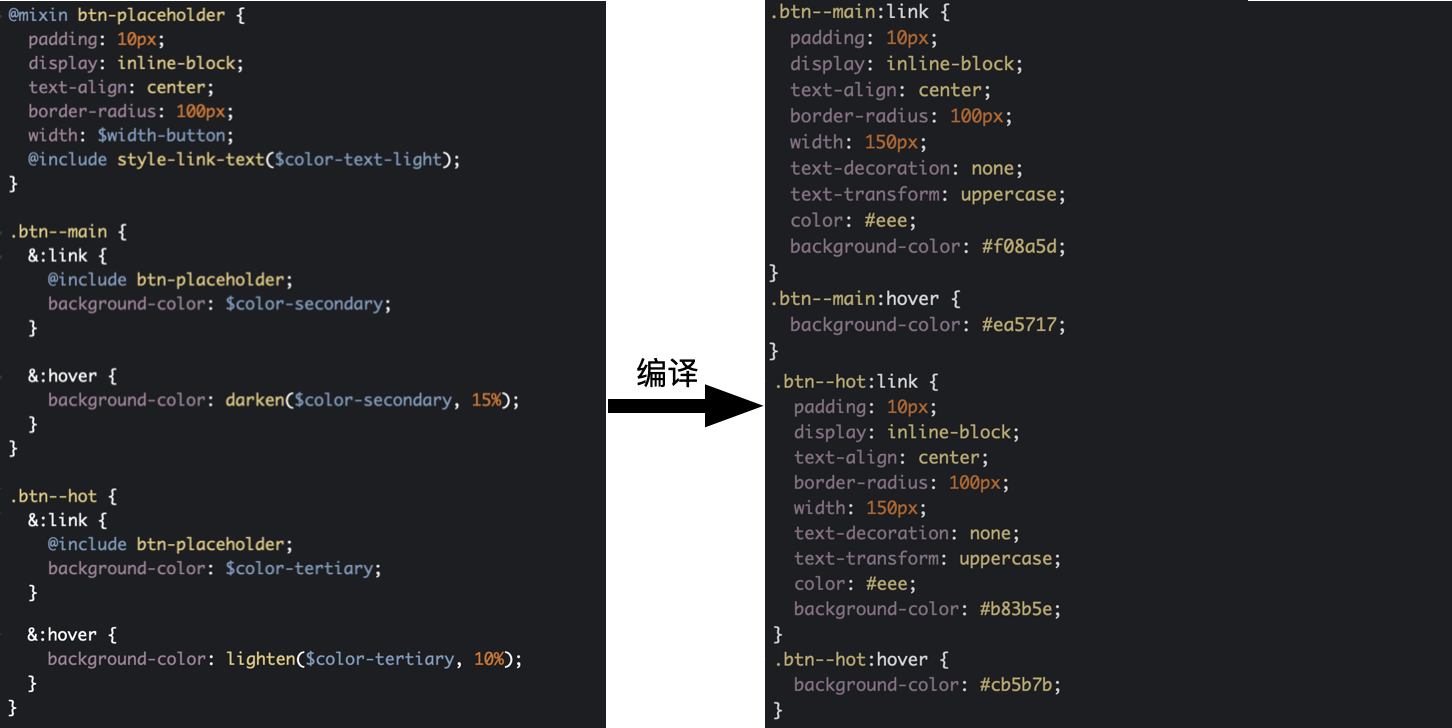 @mixin btn-placeholder {
  padding: 10px;
  display: inline-block;
  text-align: center;
  border-radius: 100px;
  width: $width-button;
  @include style-link-text($color-text-light);
}

.btn--main {
  &:link {
    @include btn-placeholder;
    background-color: $color-secondary;
  }

  &:hover {
    background-color: darken($color-secondary, 15%);
  }
}

.btn--hot {
  &:link {
    @include btn-placeholder;
    background-color: $color-tertiary;
  }

  &:hover {
    background-color: lighten($color-tertiary, 10%);
  }
}
编译
.btn--main:link {
  padding: 10px;
  display: inline-block;
  text-align: center;
  border-radius: 100px;
  width: 150px;
  text-decoration: none;
  text-transform: uppercase;
  color: #eee;
  background-color: #f08a5d;
}
.btn--main:hover {
  background-color: #ea5717;
}
.btn--hot:link {
  padding: 10px;
  display: inline-block;
  text-align: center;
  border-radius: 100px;
  width: 150px;
  text-decoration: none;
  text-transform: uppercase;
  color: #eee;
  background-color: #b83b5e;
}
.btn--hot:hover {
  background-color: #cb5b7b;
}